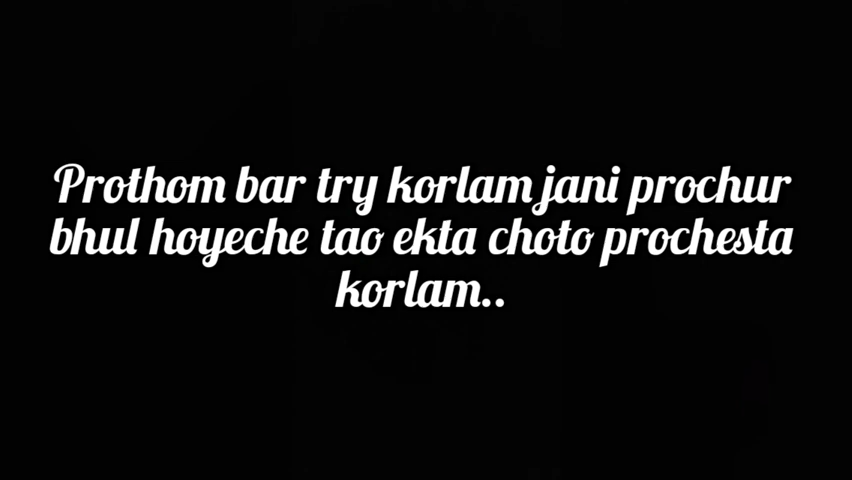 Prothom bar try korlam jani prochur
bhul hoyeche tao ekta choto prochesta
korlam..